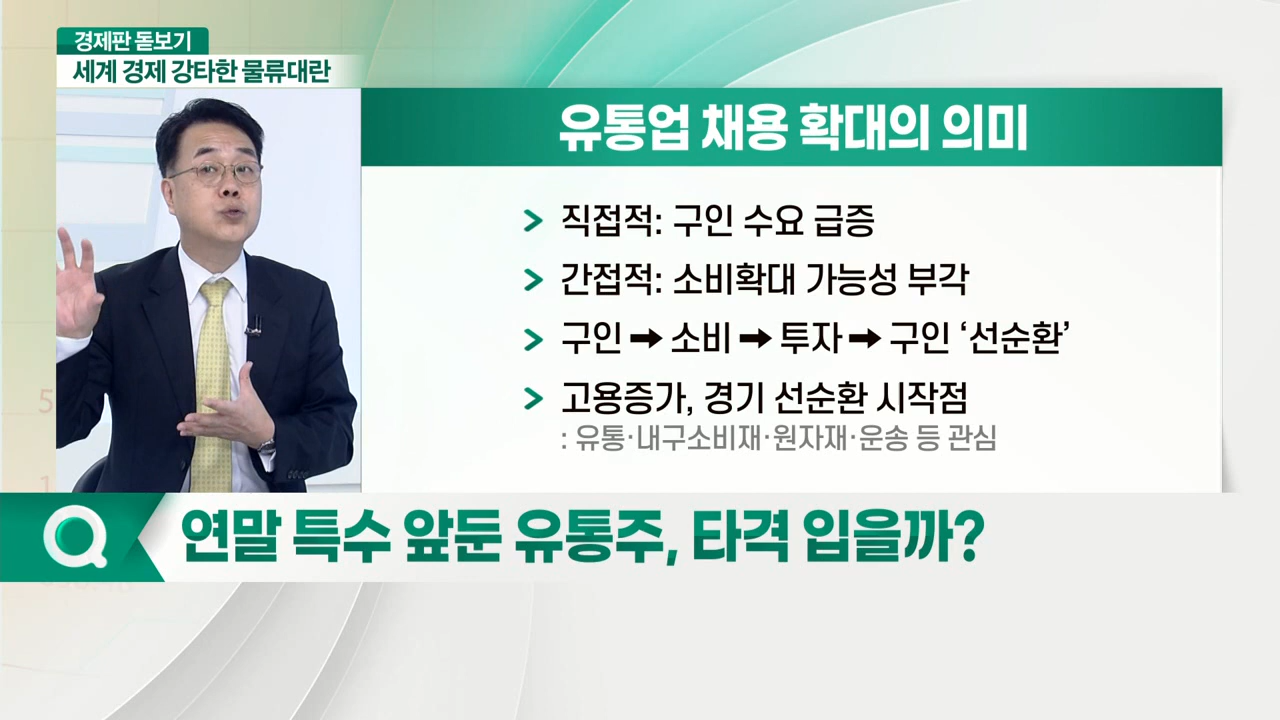 경제판 돋보기
세계 경제 강타한 물류대란
유통업 채용 확대의 의미
> 직접적: 구인 수요 급증
> 간접적: 소비확대 가능성 부각
> 구인 ➡ 소비 ➡ 투자 ➡ 구인 ‘선순환’
> 고용증가, 경기 선순환 시작점
: 유통·내구소비재·원자재·운송 등 관심
Q 연말 특수 앞둔 유통주, 타격 입을까?